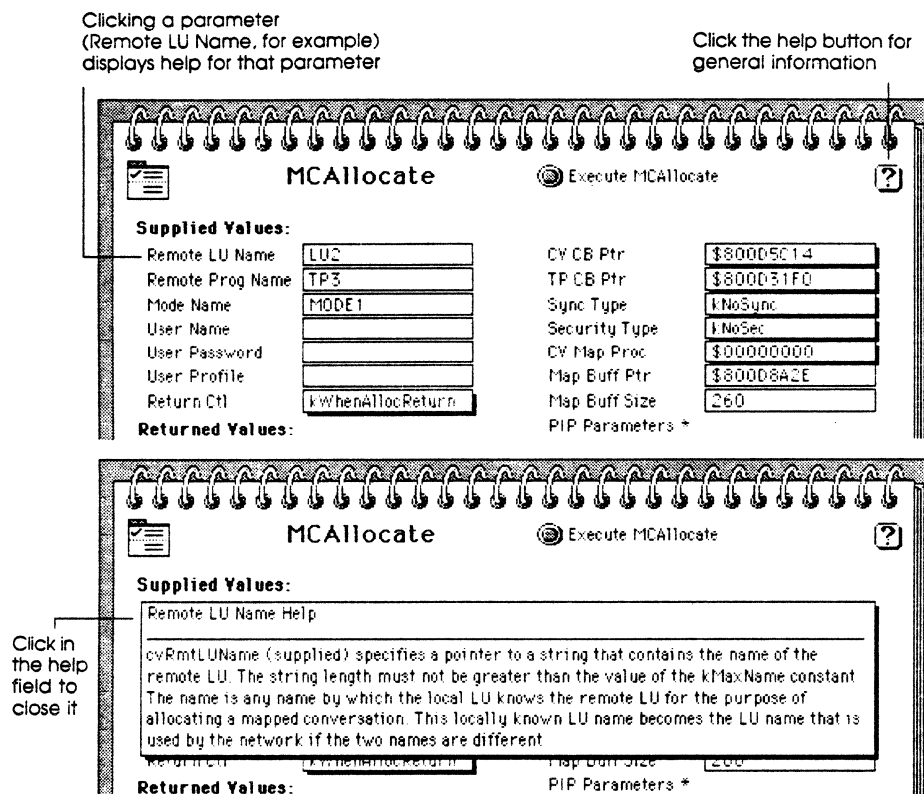 Clicking a parameter
(Remote LU Name, for example)
displays help for that parameter
Click the help button for
general information
MCAllocate
Execute MCAllocate
?
Supplied Values:
Remote LU Name LU2
Remote Prog Name TP3
Mode Name MODE1
User Name
User Password
User Profile
Return Ctl kWhenAllocReturn
Returned Values:
CV CB Ptr $800D5C14
TP CB Ptr $800D31F0
Sync Type kNoSync
Security Type kNoSec
CV Map Proc $00000000
Map Buff Ptr $800D8A2E
Map Buff Size 260
PIP Parameters *
MCAllocate
Execute MCAllocate
?
Supplied Values:
Click in
the help
field to
close it
Remote LU Name Help
cvRmtLUName (supplied) specifies a pointer to a string that contains the name of the
remote LU. The string length must not be greater than the value of the kMaxName constant
The name is any name by which the local LU knows the remote LU for the purpose of
allocating a mapped conversation. This locally known LU name becomes the LU name that is
used by the network if the two names are different
Return Ctl kWhenAllocReturn Map Buff Size 260
Returned Values:
PIP Parameters *